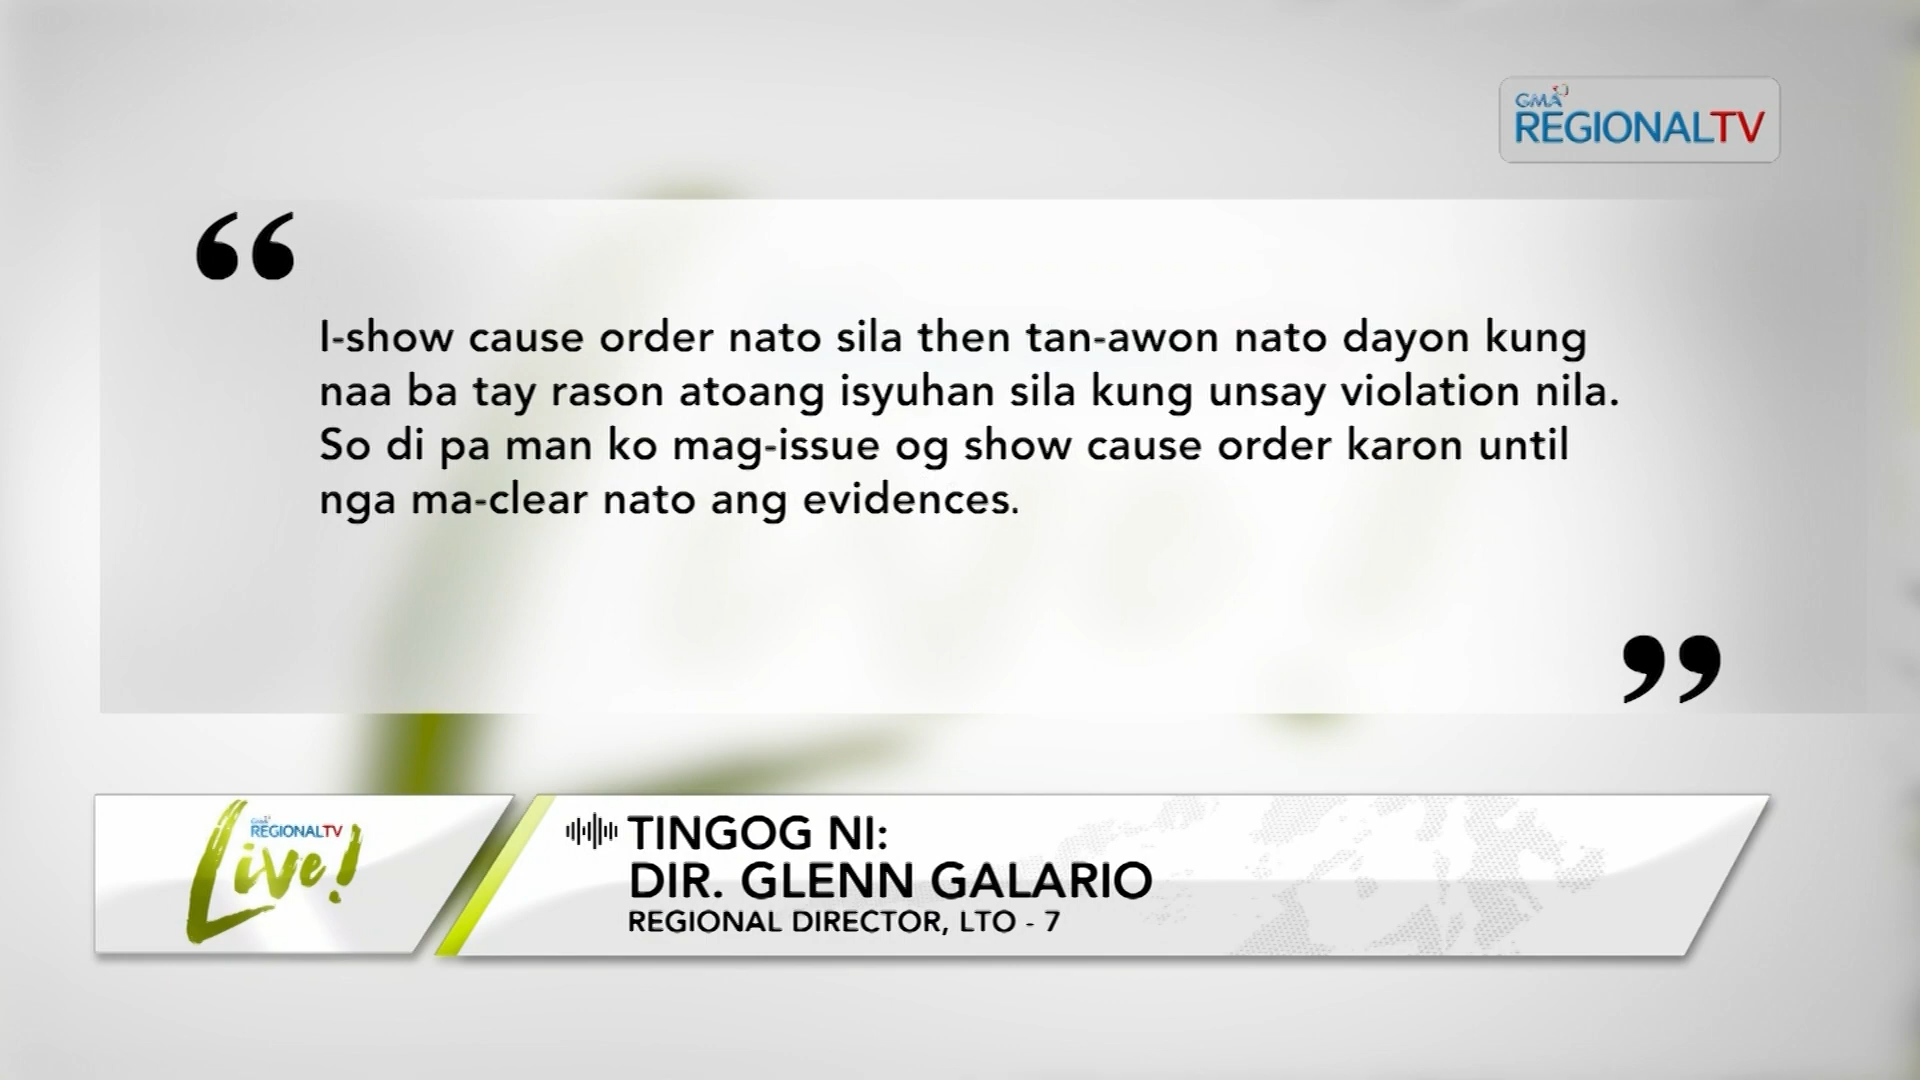 GMA
REGIONALTV
“
I-show cause order nato sila then tan-awon nato dayon kung
naa ba tay rason atoang isyuhan sila kung unsay violation nila.
So di pa man ko mag-issue og show cause order karon until
nga ma-clear nato ang evidences.
”
GMA
REGIONALTV
Live!
TINGOG NI:
DIR. GLENN GALARIO
REGIONAL DIRECTOR, LTO - 7